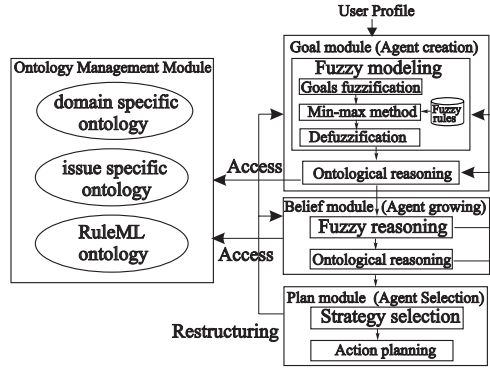 User Profile
Goal module (Agent creation)
Fuzzy modeling
Goals fuzzification
Min-max method
Fuzzy
rules
Defuzzification
Ontological reasoning
Ontology Management Module
domain specific
ontology
issue specific
ontology
RuleML
ontology
Access
Access
Belief module (Agent growing)
Fuzzy reasoning
Ontological reasoning
Plan module (Agent Selection)
Strategy selection
Action planning
Restructuring